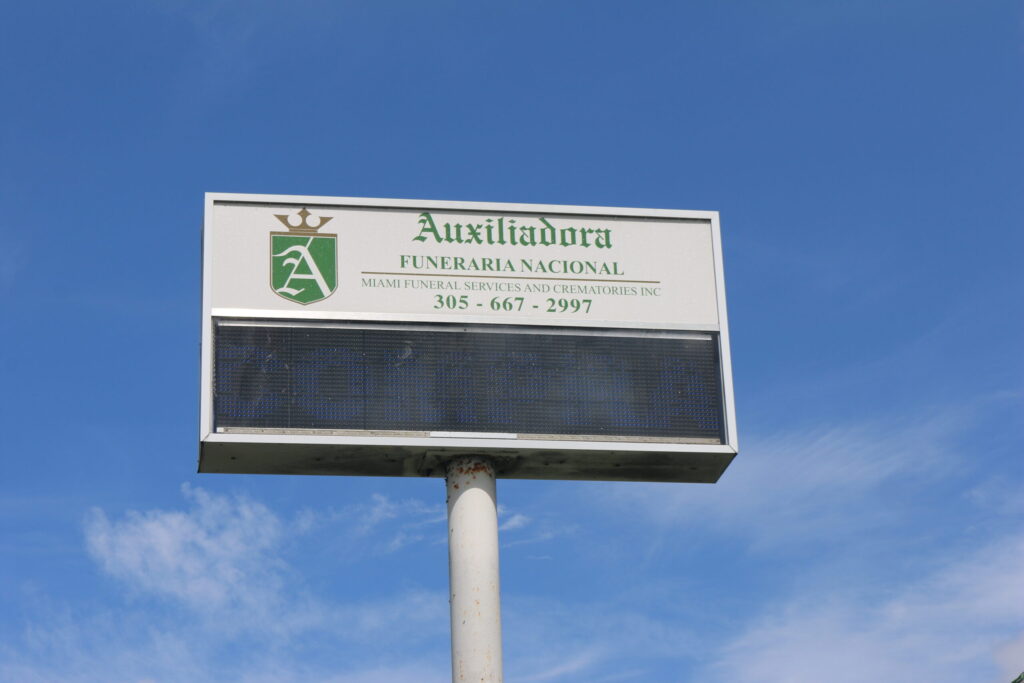 A
Auxiliadora
FUNERARIA NACIONAL
MIAMI FUNERAL SERVICES AND CREMATORIES INC
305 - 667 - 2997